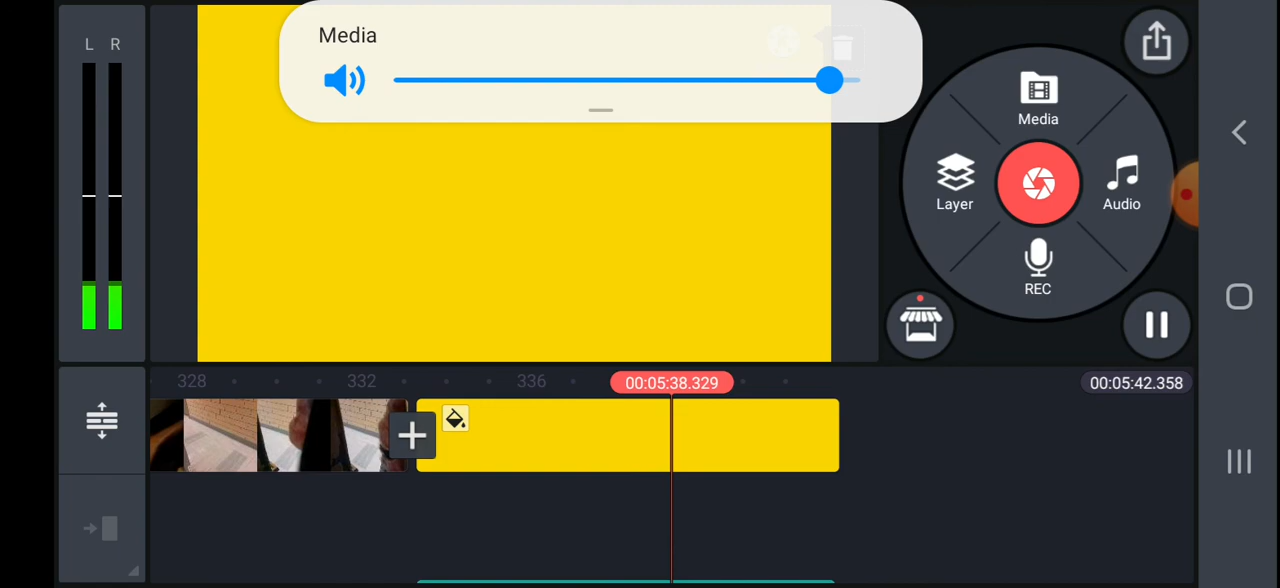 Media
L R
Media
Layer
Audio
REC
328
332
336
00:05:38.329
00:05:42.358